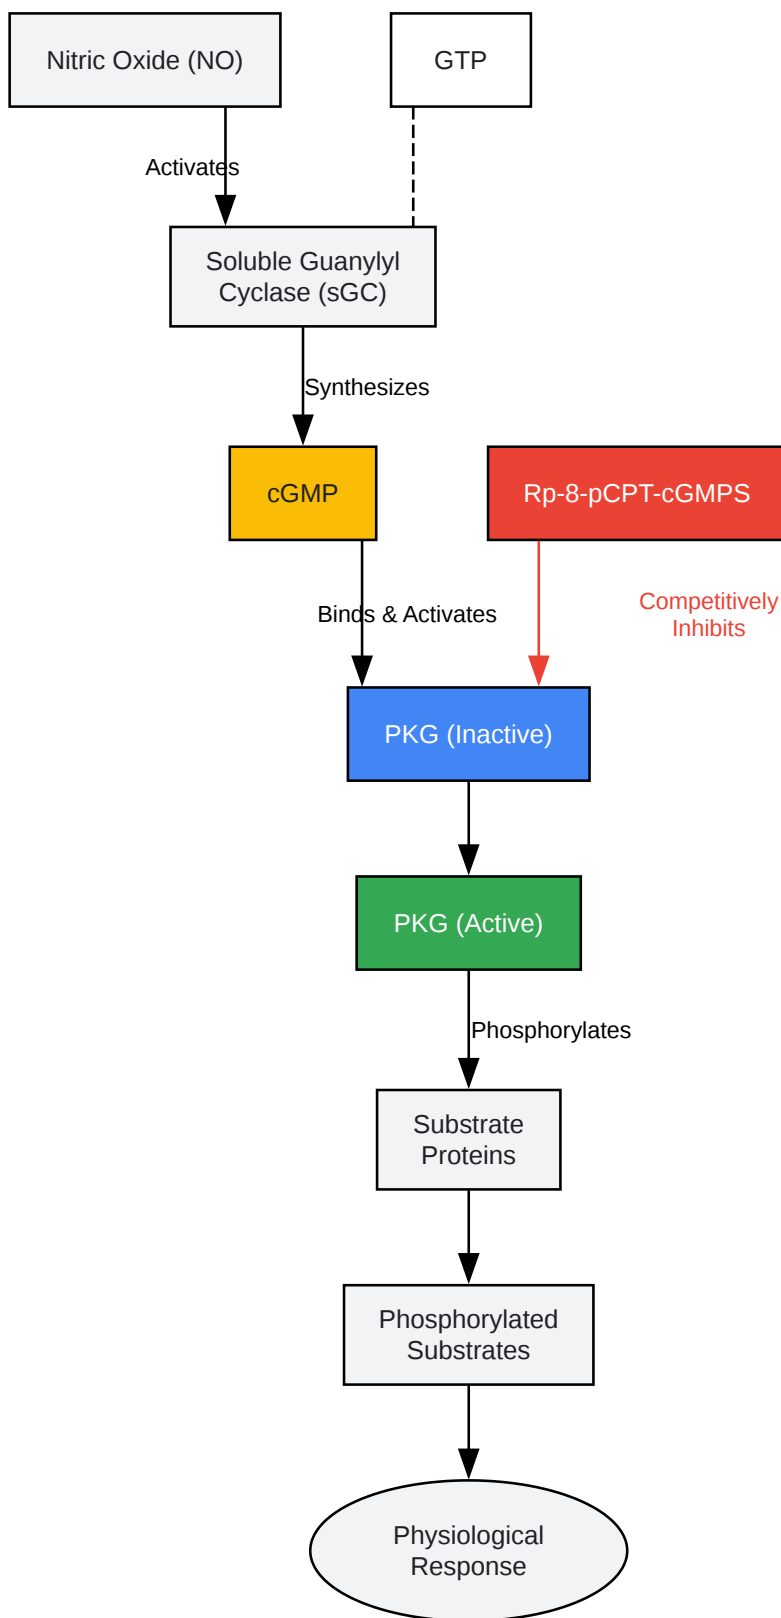 Nitric Oxide (NO)
GTP
Activates
Soluble Guanylyl
Cyclase (sGC)
Synthesizes
cGMP
Rp-8-pCPT-cGMPS
Binds & Activates
Competitively
Inhibits
PKG (Inactive)
PKG (Active)
Phosphorylates
Substrate
Proteins
Phosphorylated
Substrates
Physiological
Response